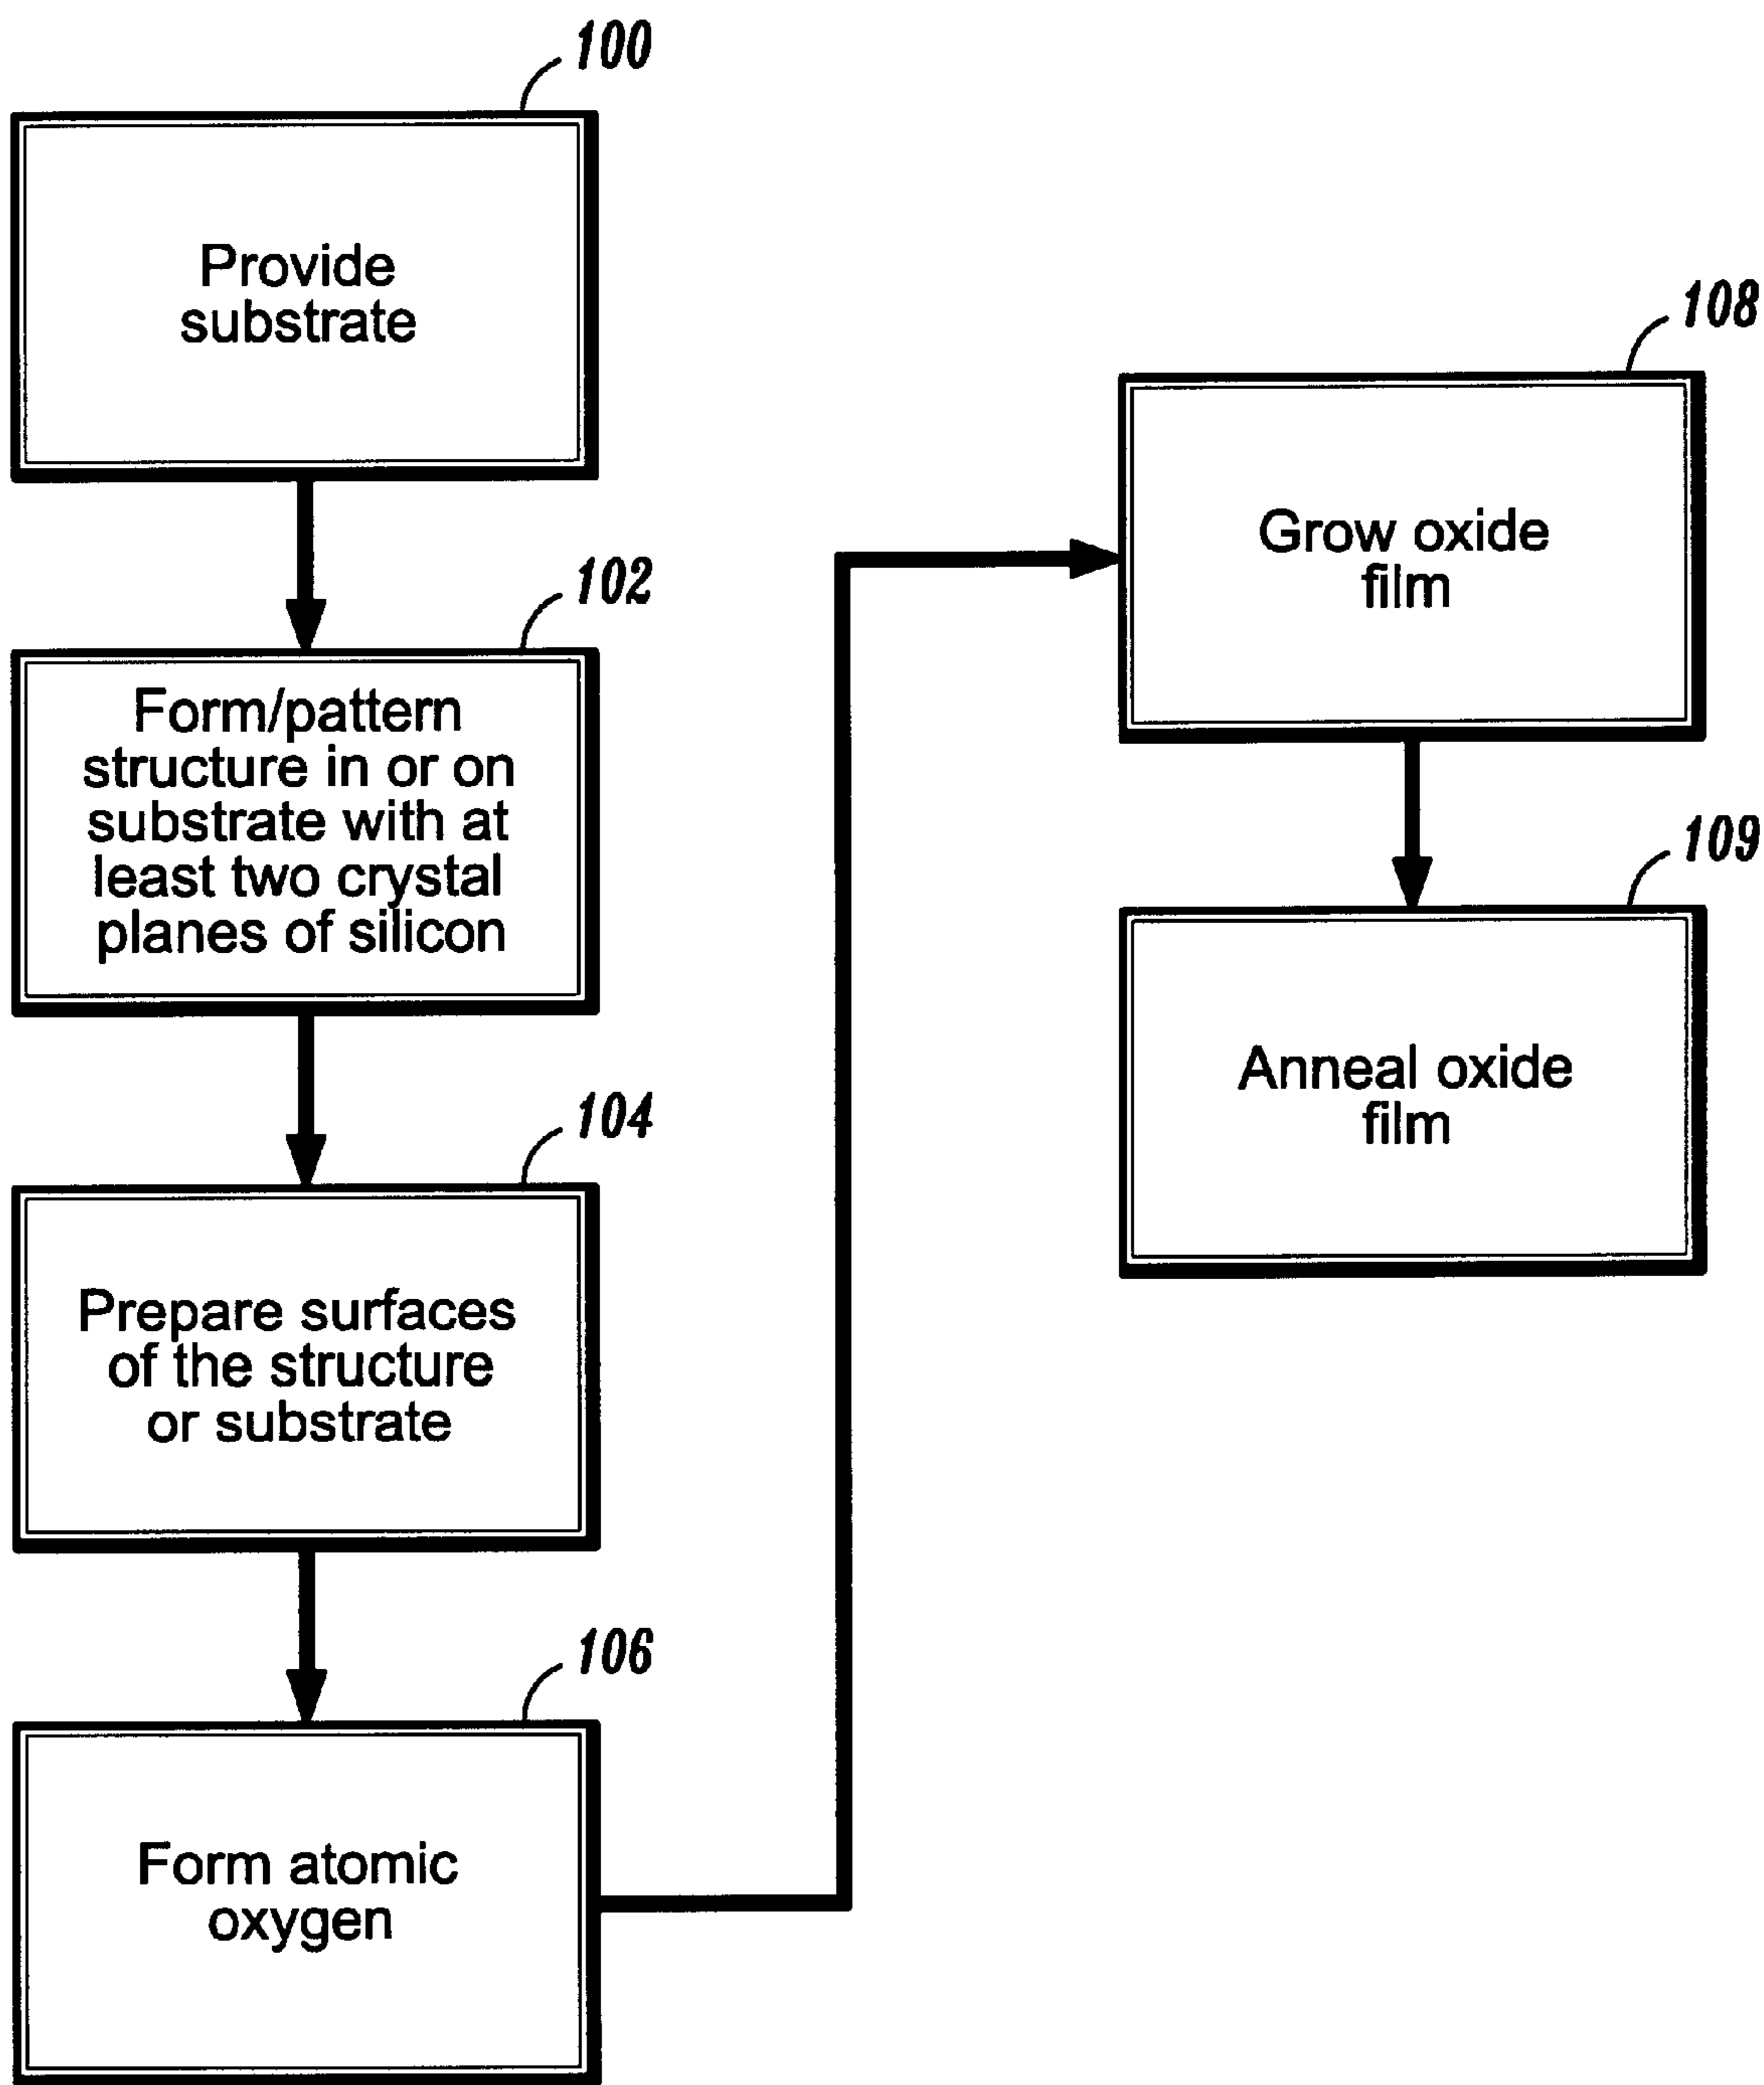 100
Provide
substrate
102
Form/pattern
structure in or on
substrate with at
least two crystal
planes of silicon
104
Prepare surfaces
of the structure
or substrate
106
Form atomic
oxygen
108
Grow oxide
film
109
Anneal oxide
film